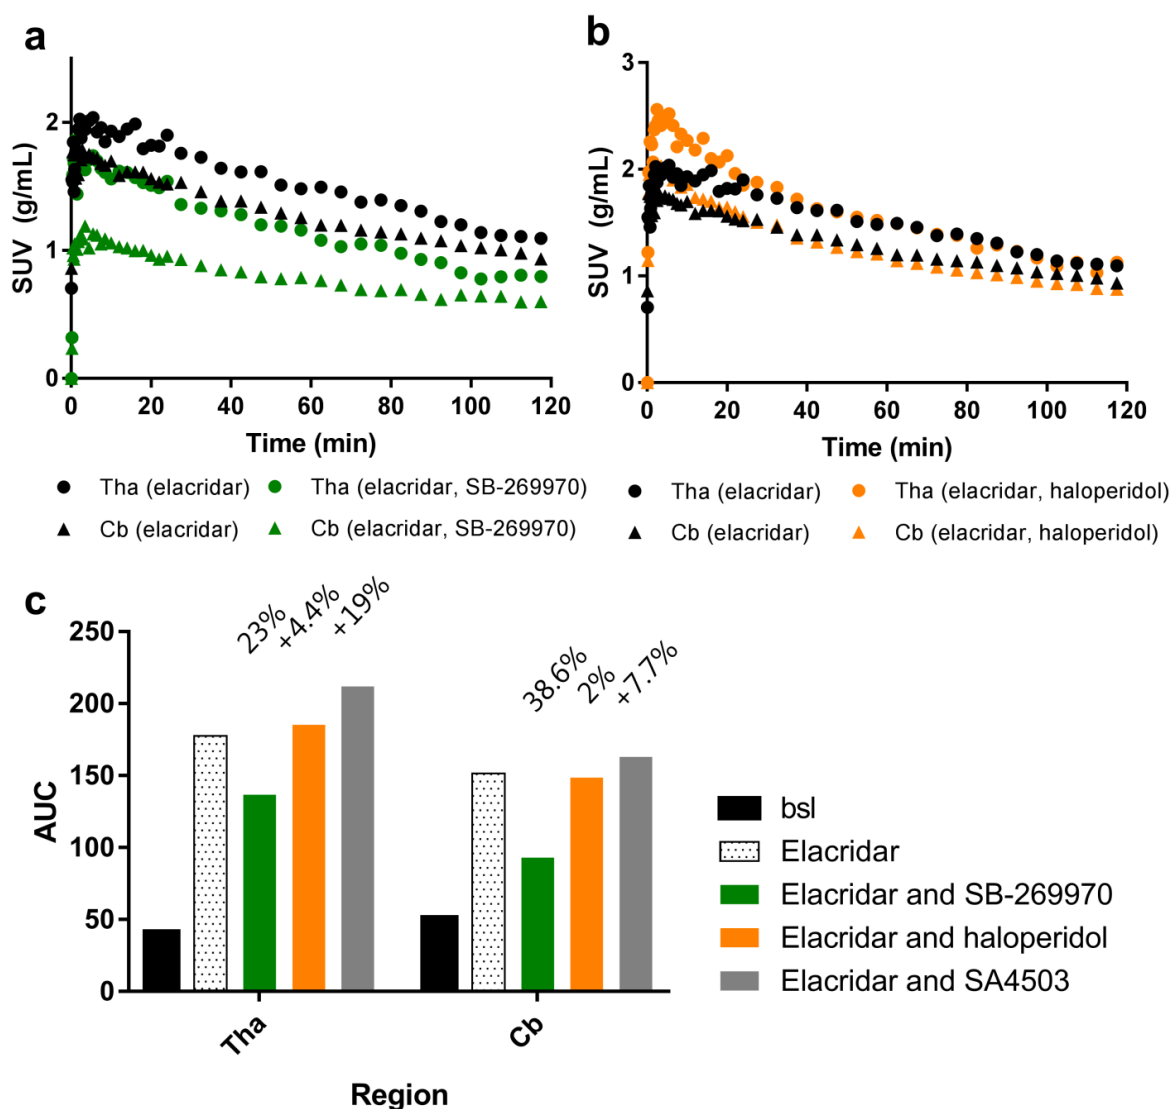 a
2
1
0
SUV (g/mL)
0 20 40 60 80 100 120
Time (min)
Tha (elacridar) Tha (elacridar, SB-269970)
Cb (elacridar) Cb (elacridar, SB-269970)
b
3
2
1
0
SUV (g/mL)
0 20 40 60 80 100 120
Time (min)
Tha (elacridar) Tha (elacridar, haloperidol)
Cb (elacridar) Cb (elacridar, haloperidol)
c
250
200
150
100
50
0
AUC
23% +4.4% +19%
38.6% 2% +7.7%
Tha Cb
Region
bsl
Elacridar
Elacridar and SB-269970
Elacridar and haloperidol
Elacridar and SA4503